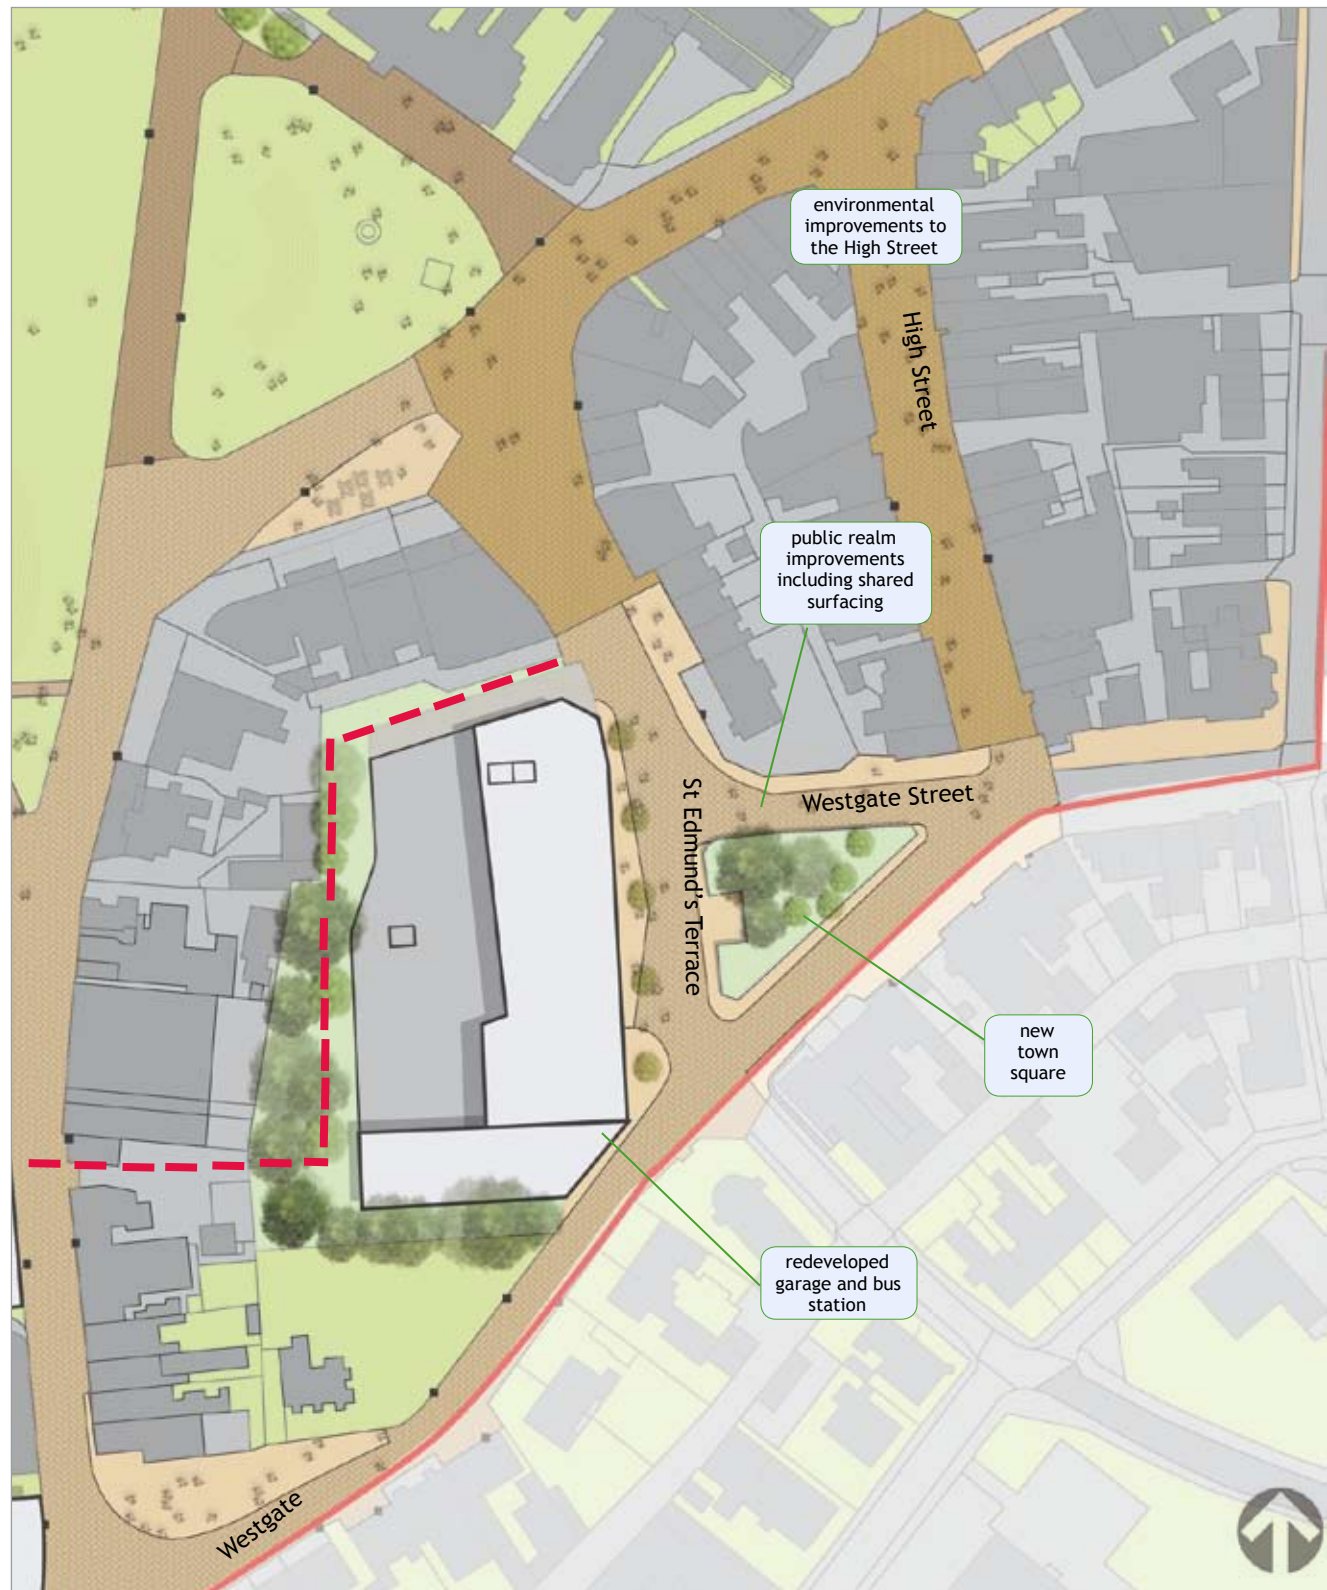 environmental
improvements to
the High Street
High Street
public realm
improvements
including shared
surfacing
Westgate Street
St Edmund's Terrace
new
town
square
redeveloped
garage and bus
station
Westgate